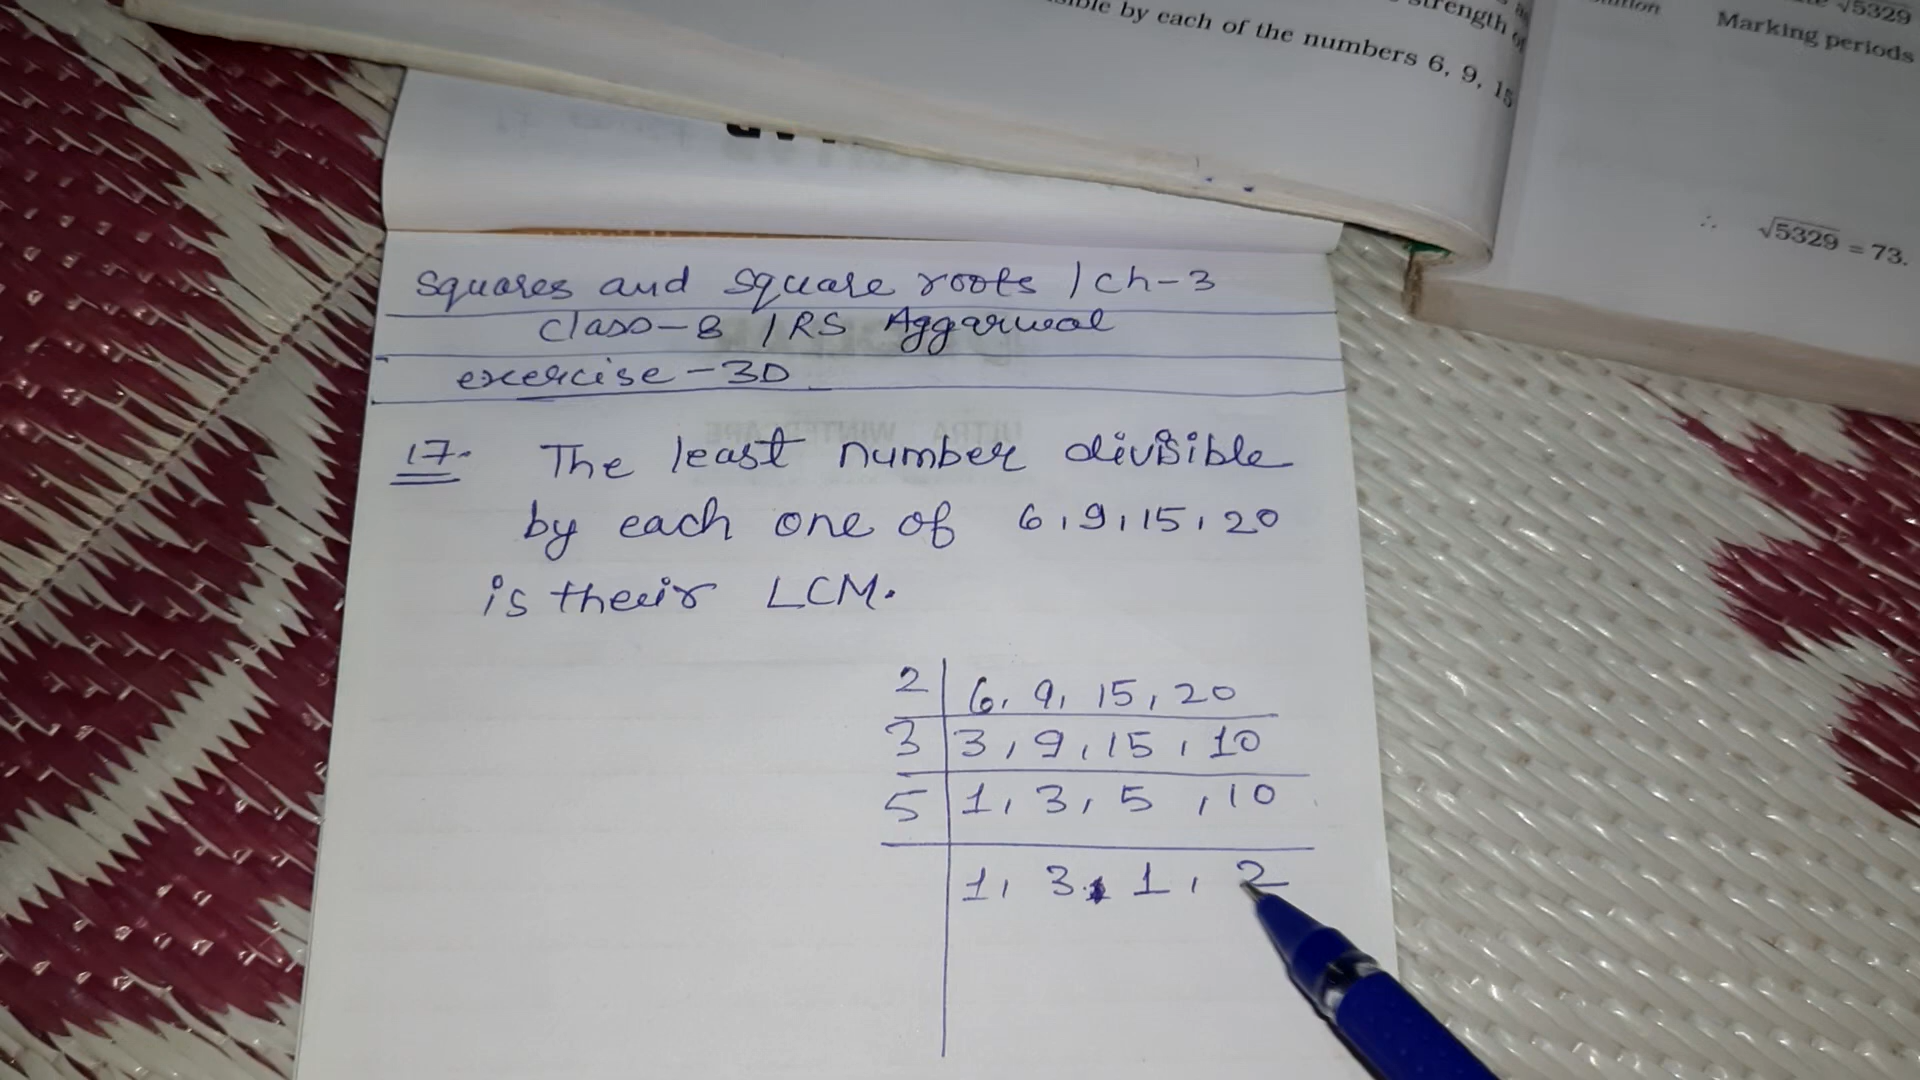 by each of the numbers 6, 9, 15
strength
√5329
Marking periods
∴ √5329 = 73.
squares and square roots / ch-3
class-8 / RS Aggarwal
exercise-3D
17. The least number divisible
by each one of 6, 9, 15, 20
is their LCM.
2 | 6, 9, 15, 20
3 | 3, 9, 15, 10
5 | 1, 3, 5, 10
1, 3, 1, 2